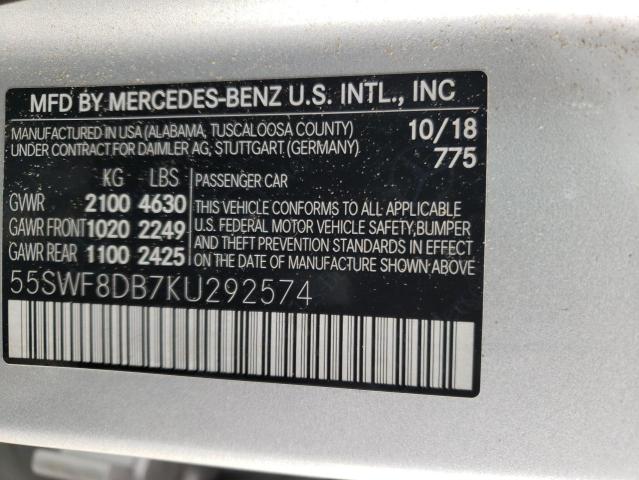 MFD BY MERCEDES-BENZ U.S. INTL., INC
MANUFACTURED IN USA (ALABAMA, TUSCALOOSA COUNTY) 10/18
UNDER CONTRACT FOR DAIMLER AG, STUTTGART (GERMANY) 775
KG LBS PASSENGER CAR
GVWR 2100 4630 THIS VEHICLE CONFORMS TO ALL APPLICABLE
GAWR FRONT 1020 2249 U.S. FEDERAL MOTOR VEHICLE SAFETY,BUMPER
GAWR REAR 1100 2425 AND THEFT PREVENTION STANDARDS IN EFFECT
ON THE DATE OF MANUFACTURE SHOWN ABOVE
55SWF8DB7KU292574